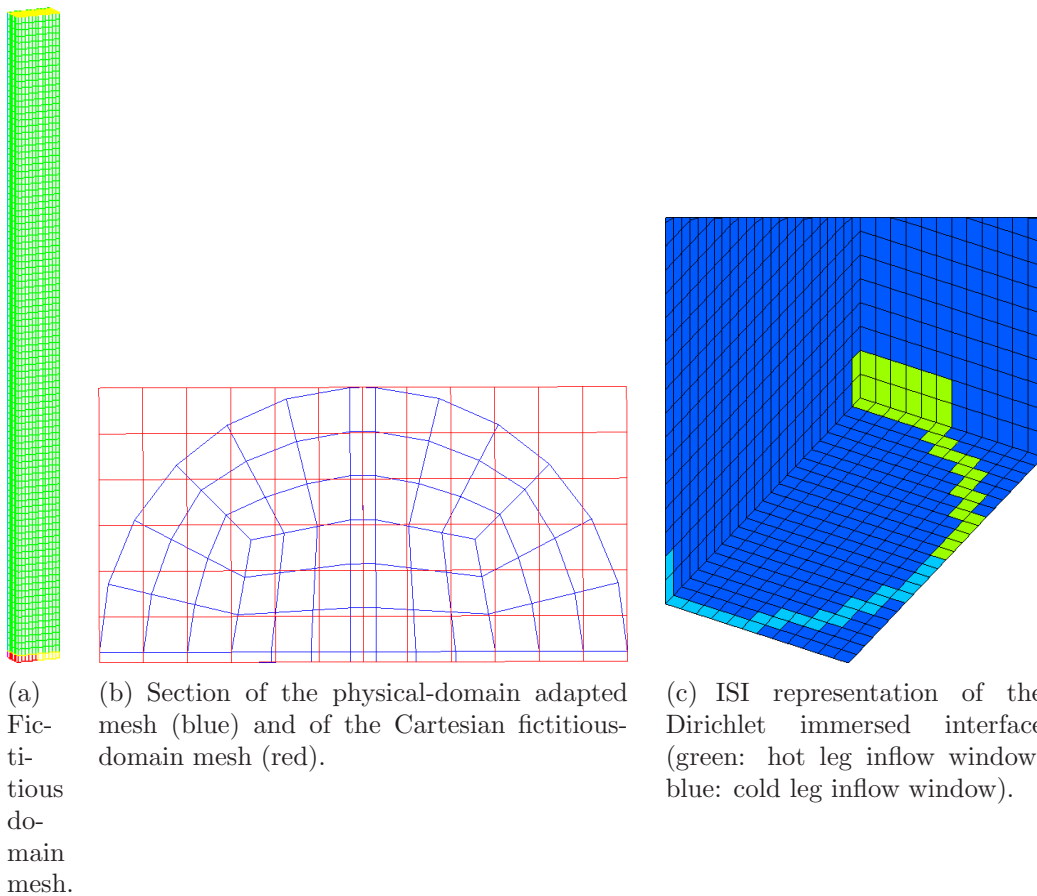 (a)
Fic-
ti-
tious
do-
main
mesh.
(b) Section of the physical-domain adapted
mesh (blue) and of the Cartesian fictitious-
domain mesh (red).
(c) ISI representation of the
Dirichlet immersed interface
(green: hot leg inflow window
blue: cold leg inflow window).